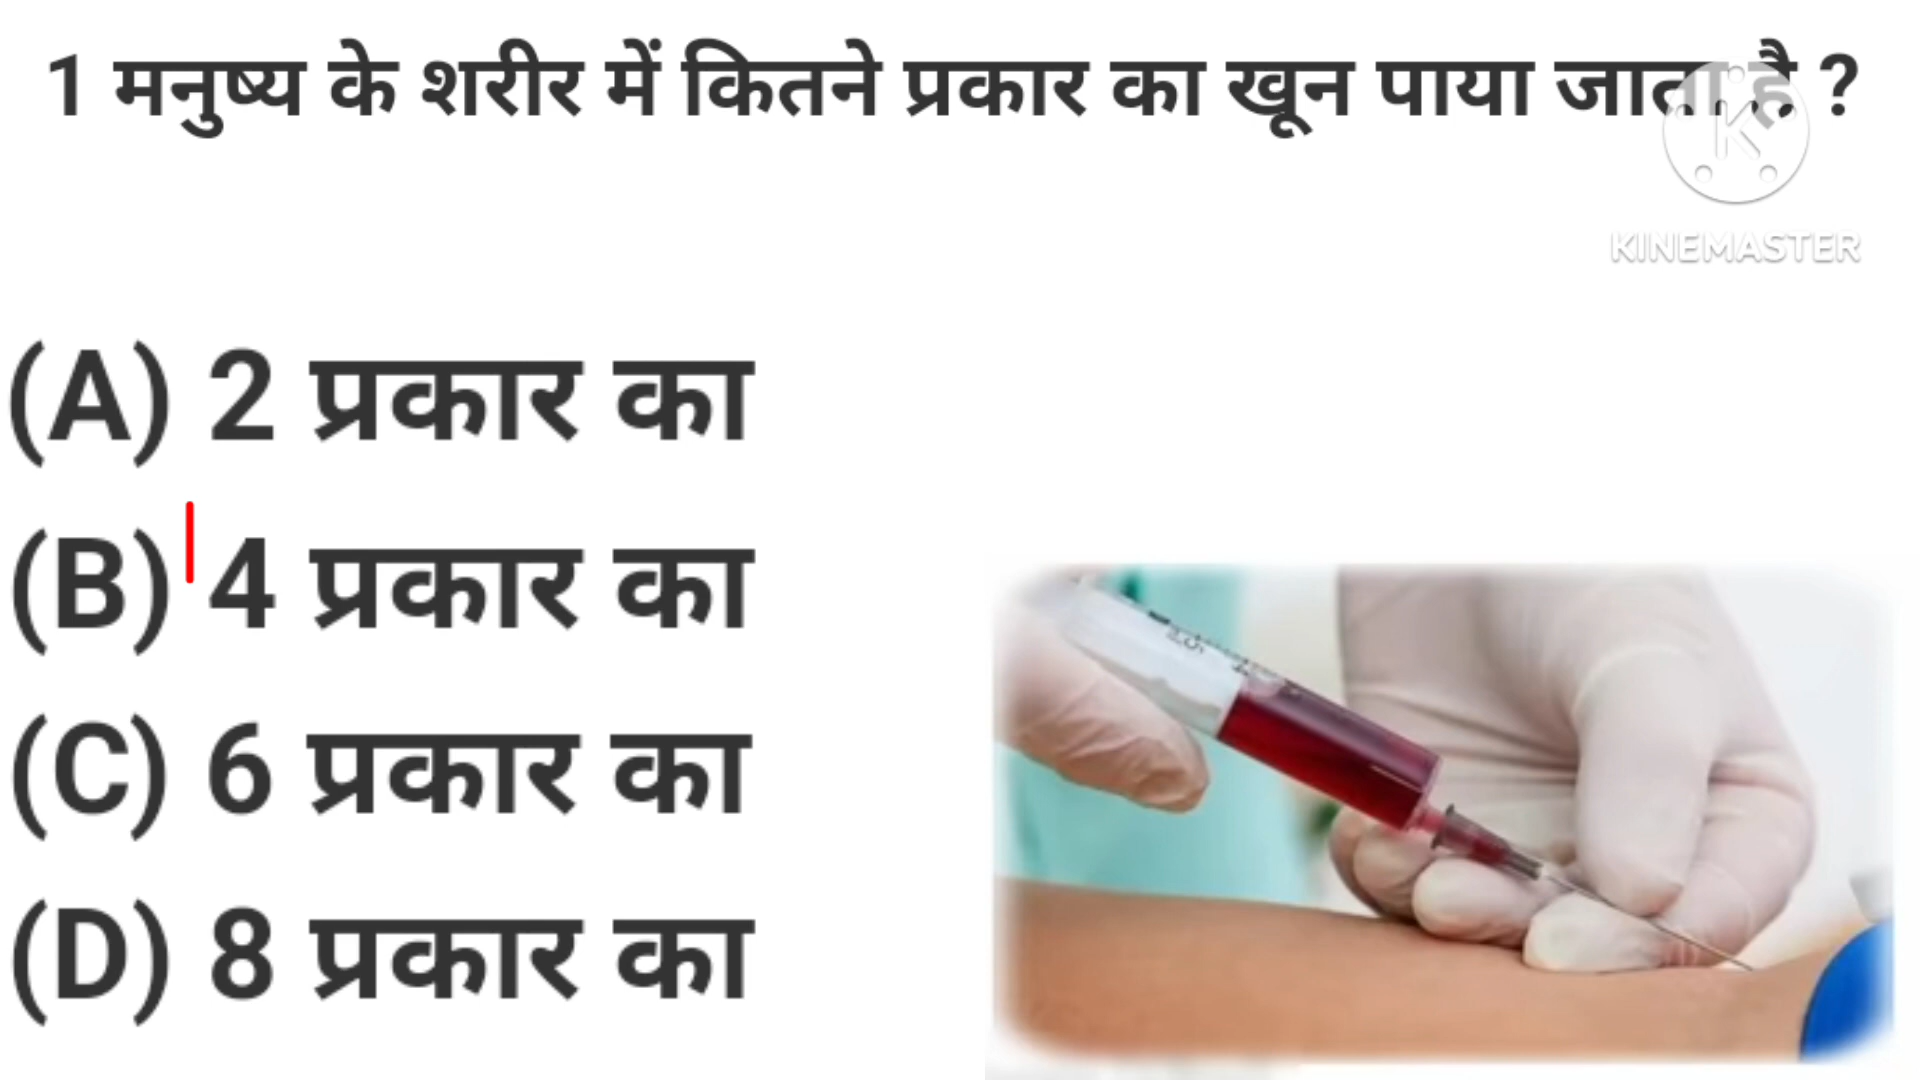 1 मनुष्य के शरीर में कितने प्रकार का खून पाया जाता है ?
KINEMASTER
(A) 2 प्रकार का
(B) 4 प्रकार का
(C) 6 प्रकार का
(D) 8 प्रकार का